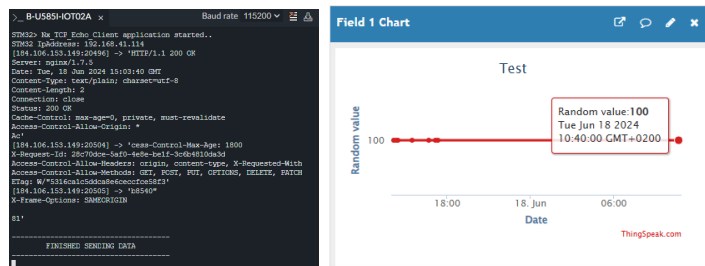 >_ B-U585I-IOT02A × Baud rate 115200
STM32> Nx_TCP_Echo_Client application started..
STM32 IpAddress: 192.168.41.114
[184.106.153.149:20496] -> 'HTTP/1.1 200 OK
Server: nginx/1.7.5
Date: Tue, 18 Jun 2024 15:03:40 GMT
Content-Type: text/plain; charset=utf-8
Content-Length: 2
Connection: close
Status: 200 OK
Cache-Control: max-age=0, private, must-revalidate
Access-Control-Allow-Origin: *
Ac'
[184.106.153.149:20504] -> 'cess-Control-Max-Age: 1800
X-Request-Id: 28c70dce-5af0-4e8e-be1f-3c6b4810da3d
Access-Control-Allow-Headers: origin, content-type, X-Requested-With
Access-Control-Allow-Methods: GET, POST, PUT, OPTIONS, DELETE, PATCH
ETag: W/"5316ca1c5ddca8e6ceccfce58f3'
[184.106.153.149:20505] -> 'b8540"
X-Frame-Options: SAMEORIGIN
81'
------------------------------------
FINISHED SENDING DATA
------------------------------------
Field 1 Chart
Test
Random value:100
Tue Jun 18 2024
10:40:00 GMT+0200
Random value
100
18:00 18. Jun 06:00
Date
ThingSpeak.com